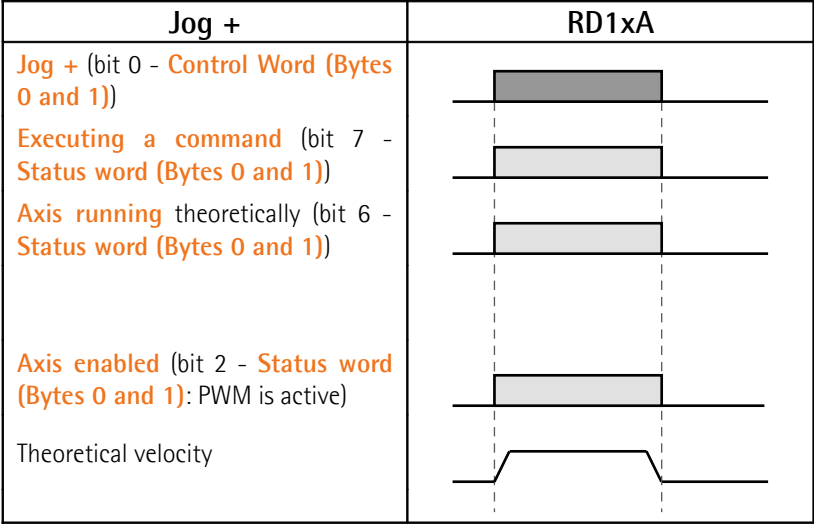 Jog +
RD1xA
Jog + (bit 0 - Control Word (Bytes
0 and 1))
Executing a command (bit 7 -
Status word (Bytes 0 and 1))
Axis running theoretically (bit 6 -
Status word (Bytes 0 and 1))
Axis enabled (bit 2 - Status word
(Bytes 0 and 1): PWM is active)
Theoretical velocity